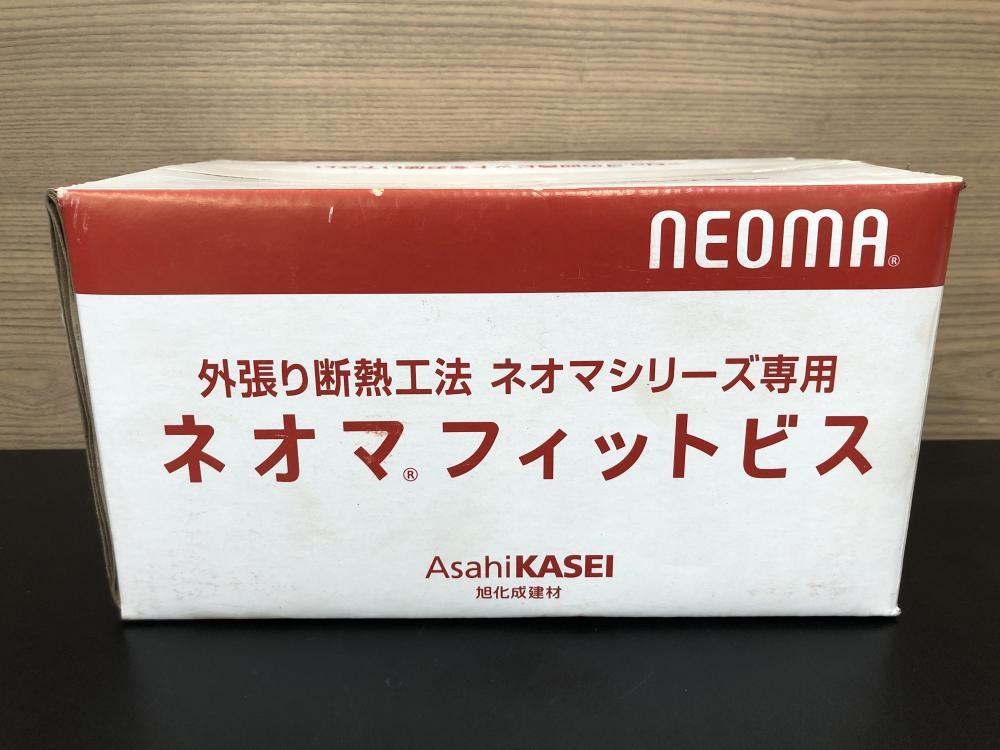 NEOMA®
外張り断熱工法 ネオマシリーズ専用
ネオマ®フィットビス
AsahiKASEI
旭化成建材